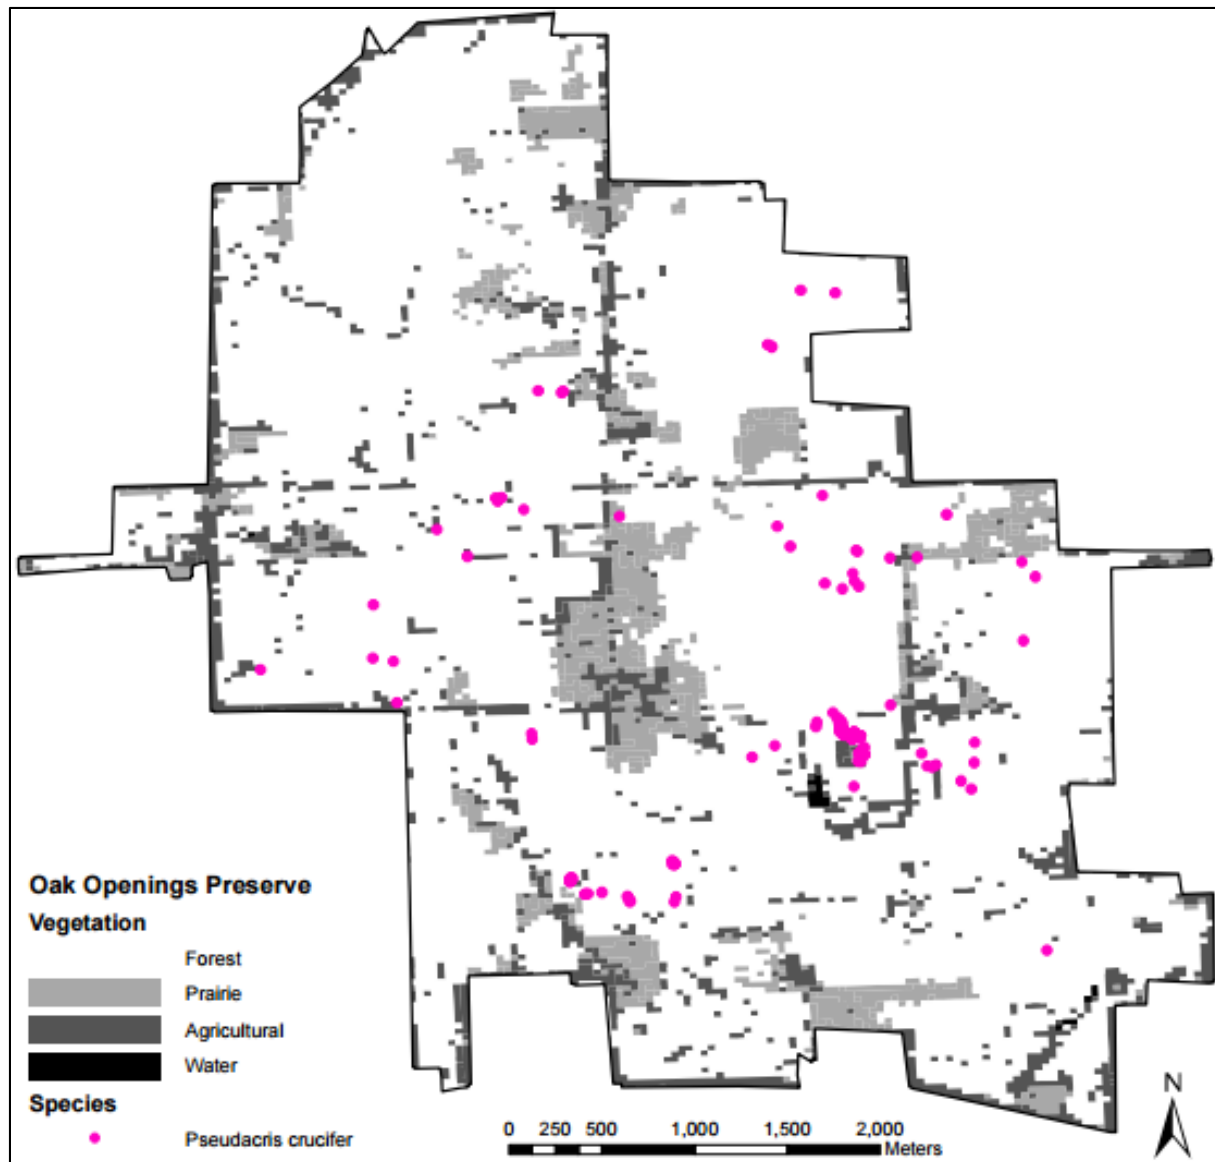 Oak Openings Preserve
Vegetation
Forest
Prairie
Agricultural
Water
Species
Pseudacris crucifer
0 250 500 1,000 1,500 2,000
Meters
N